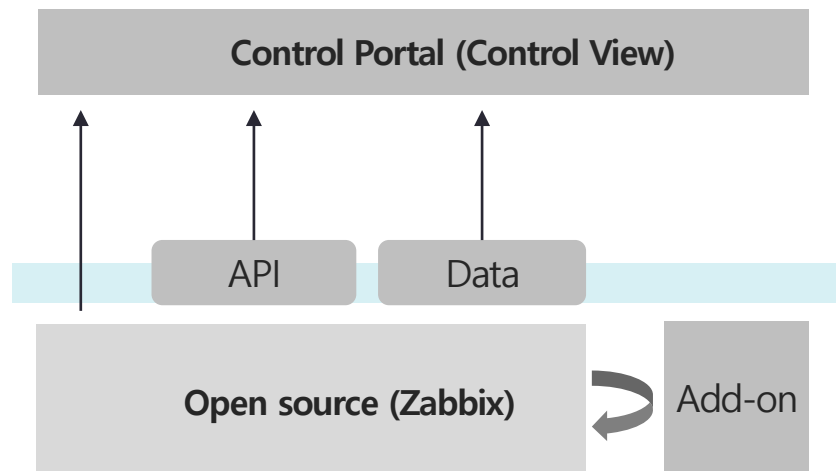 Control Portal (Control View)
API
Data
Open source (Zabbix)
Add-on